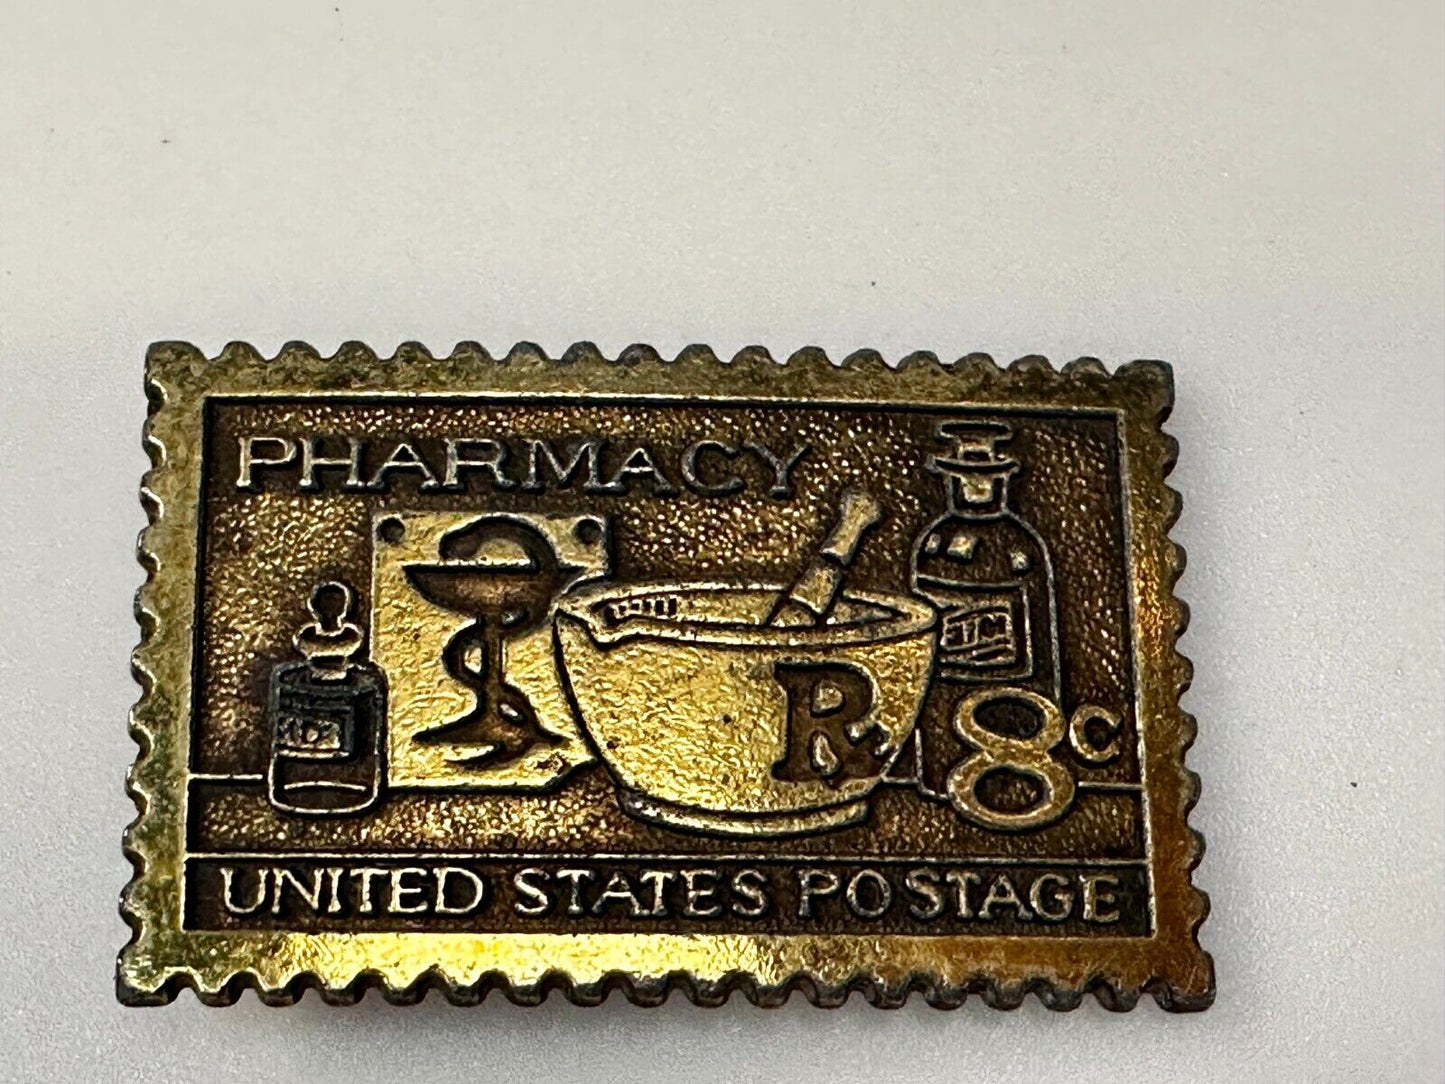 PHARMACY
R
8c
UNITED STATES POSTAGE